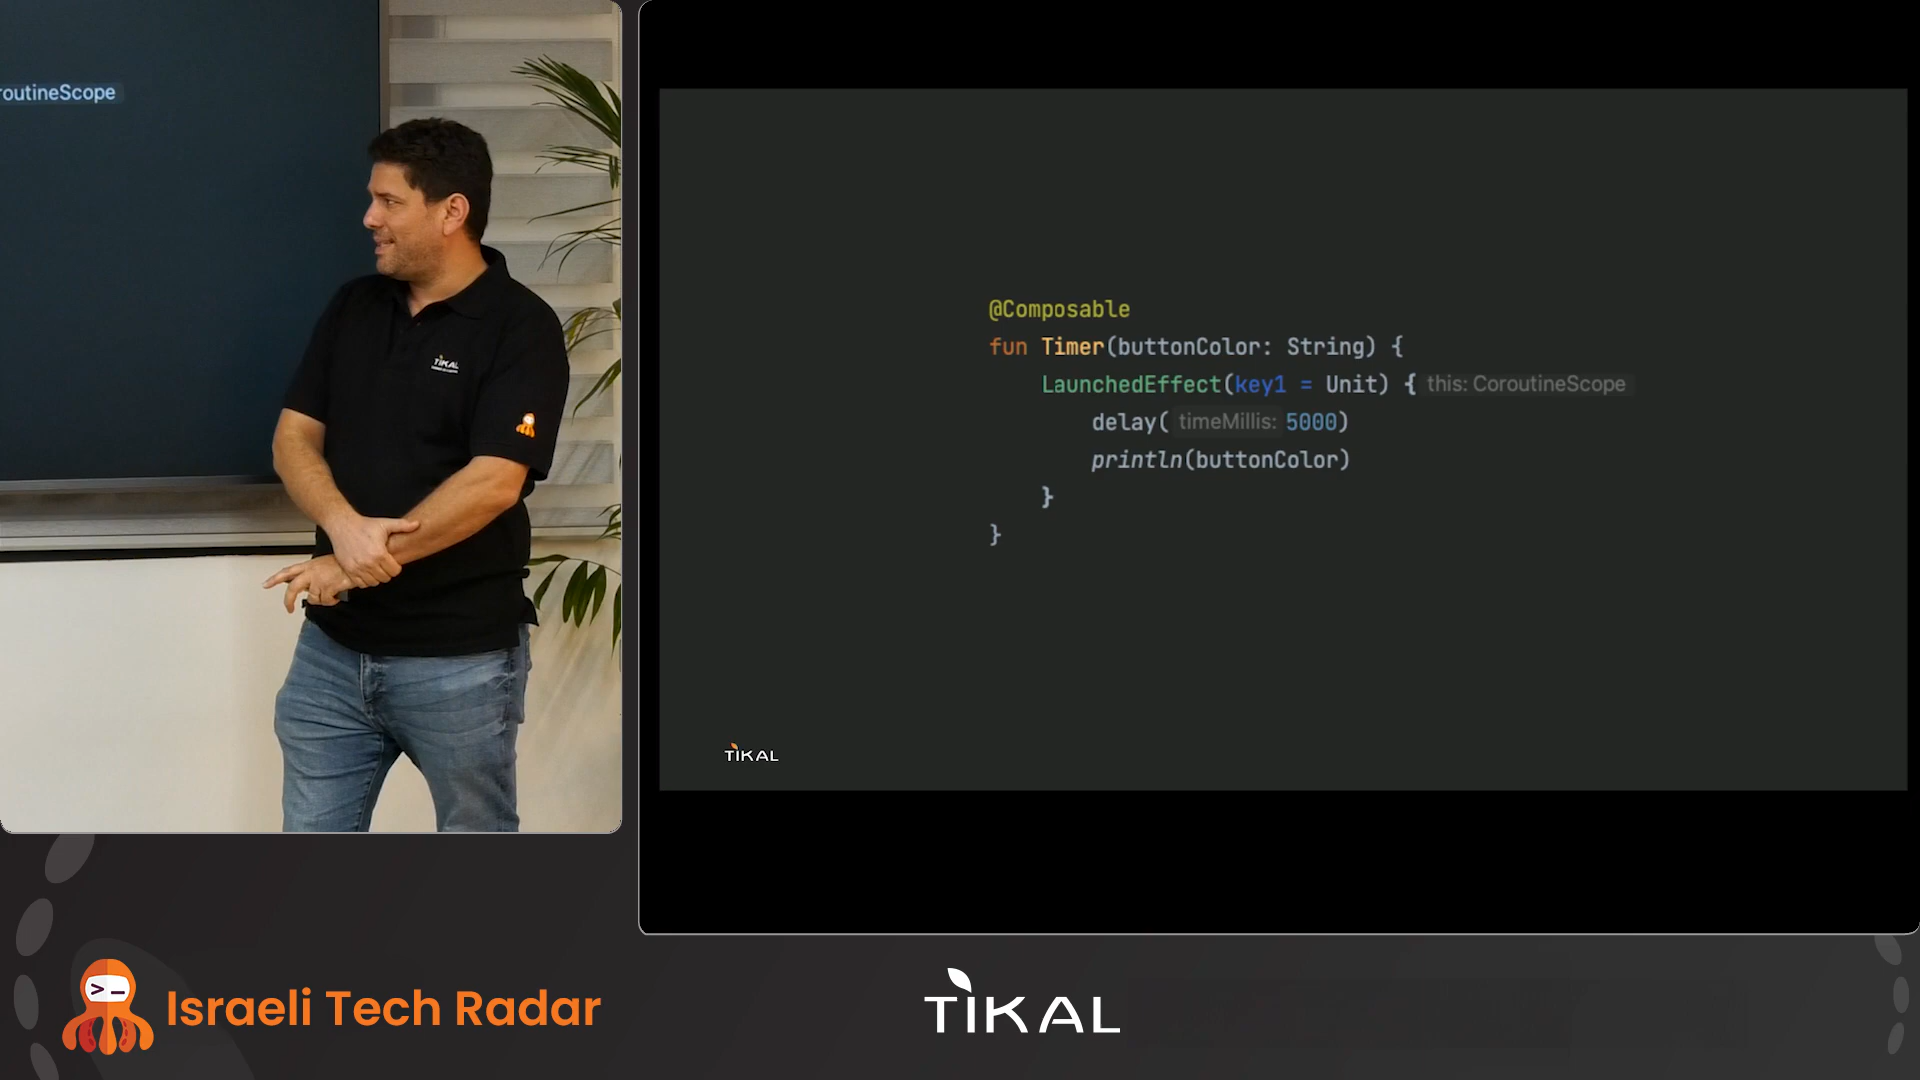 routineScope
TIKAL
@Composable
fun Timer(buttonColor: String) {
LaunchedEffect(key1 = Unit) { this: CoroutineScope
delay( timeMillis: 5000)
println(buttonColor)
}
}
TIKAL
>_
Israeli Tech Radar
TIKAL